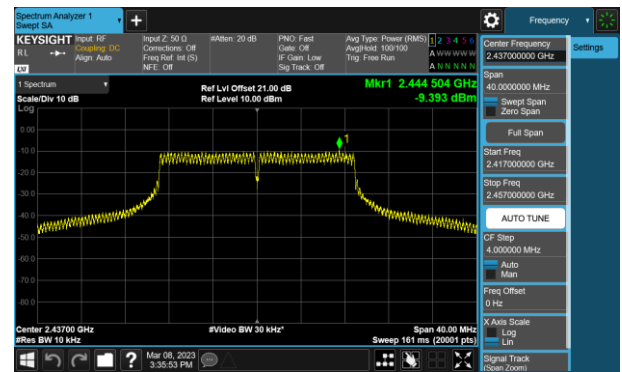 Spectrum Analyzer 1
Swept SA
Frequency
KEYSIGHT
RL
LXI
Input: RF
Coupling: DC
Align: Auto
Input Z: 50 Ω
Corrections: Off
Freq Ref: Int (S)
NFE: Off
#Atten: 20 dB
PNO: Fast
Gate: Off
IF Gain: Low
Sig Track: Off
Avg Type: Power (RMS)
Avg|Hold: 100/100
Trig: Free Run
1 2 3 4 5 6
A W W W W W
A N N N N N
1 Spectrum
Scale/Div 10 dB
Log
Ref Lvl Offset 21.00 dB
Ref Level 10.00 dBm
Mkr1 2.444 504 GHz
-9.393 dBm
1
0.00
-10.0
-20.0
-30.0
-40.0
-50.0
-60.0
-70.0
-80.0
Center 2.43700 GHz
#Res BW 10 kHz
#Video BW 30 kHz*
Span 40.00 MHz
Sweep 161 ms (20001 pts)
Mar 08, 2023
3:35:53 PM
?
Center Frequency
2.437000000 GHz
Settings
Span
40.0000000 MHz
Swept Span
Zero Span
Full Span
Start Freq
2.417000000 GHz
Stop Freq
2.457000000 GHz
AUTO TUNE
CF Step
4.000000 MHz
Auto
Man
Freq Offset
0 Hz
X Axis Scale
Log
Lin
Signal Track
(Span Zoom)